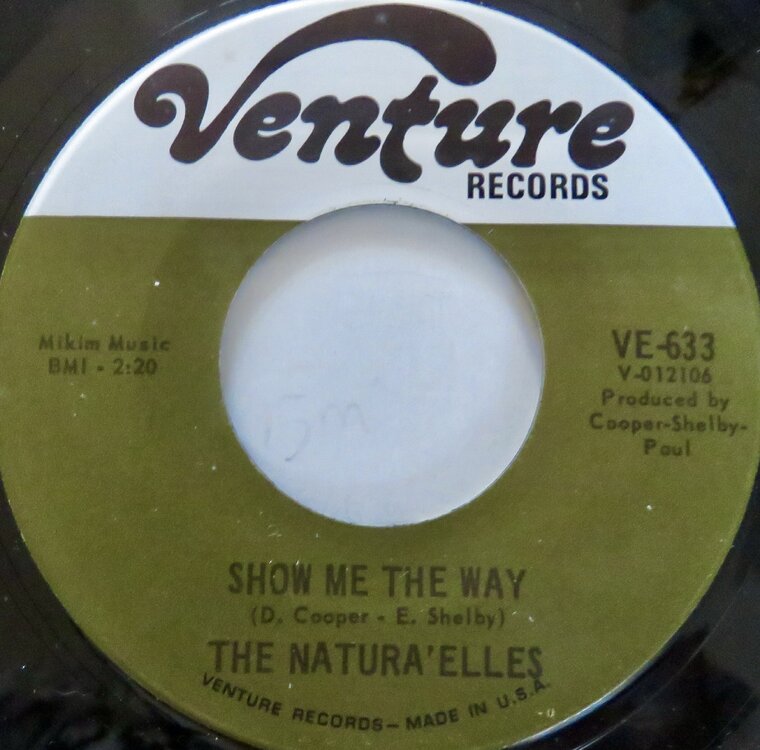 Venture
RECORDS
Mikim Music
BMI - 2:20
VE-633
V-012106
Produced by
Cooper-Shelby-
Paul
SHOW ME THE WAY
(D. Cooper - E. Shelby)
THE NATURA'ELLES
VENTURE RECORDS - MADE IN U.S.A.